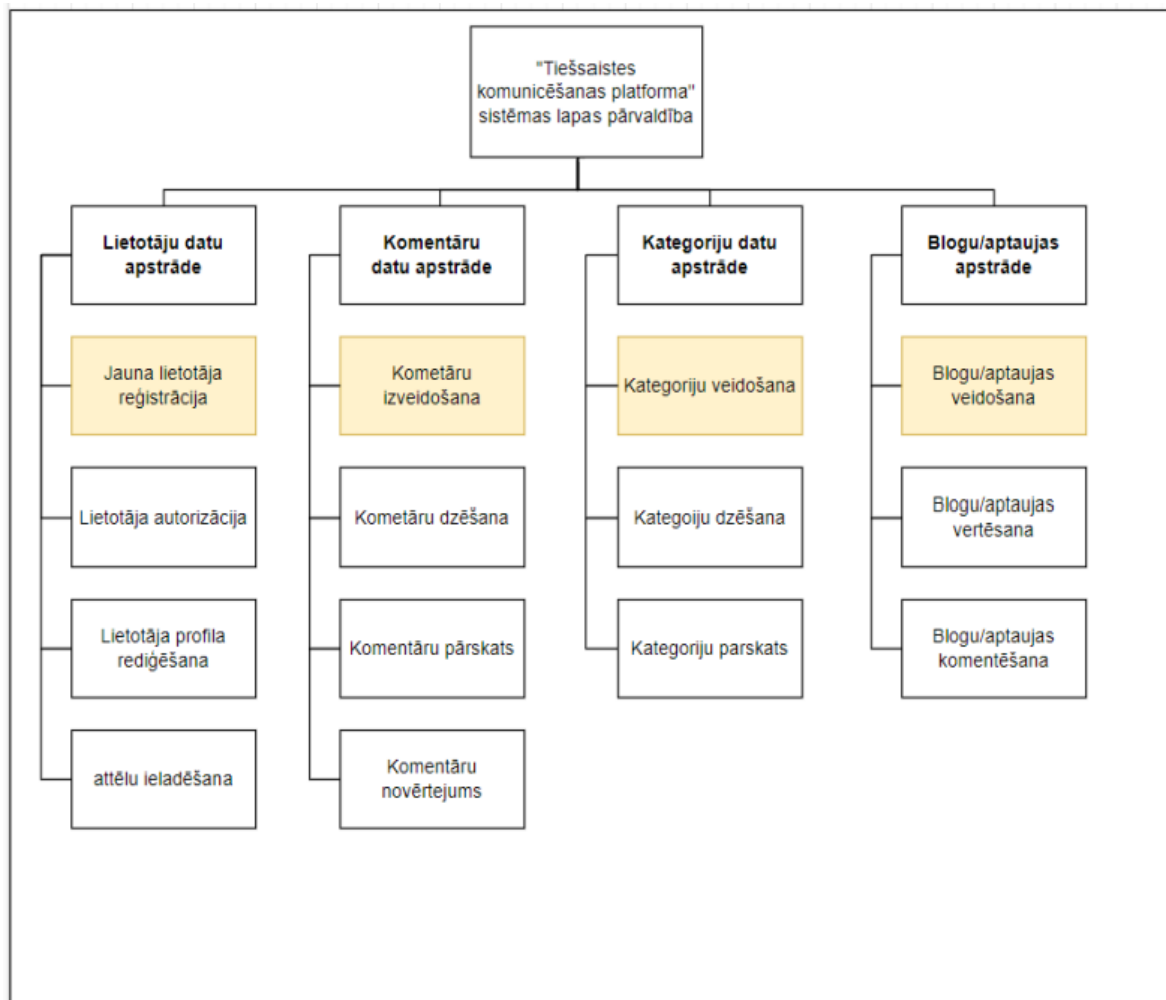 "Tiešsaistes
komunicēšanas platforma"
sistēmas lapas pārvaldība
Lietotāju datu
apstrāde
Jauna lietotāja
reģistrācija
Lietotāja autorizācija
Lietotāja profila
rediģēšana
attēlu ieladēšana
Komentāru
datu apstrāde
Kometāru
izveidošana
Kometāru dzēšana
Komentāru pārskats
Komentāru
novērtejums
Kategoriju datu
apstrāde
Kategoriju veidošana
Kategoiju dzēšana
Kategoriju parskats
Blogu/aptaujas
apstrāde
Blogu/aptaujas
veidošana
Blogu/aptaujas
vertēsana
Blogu/aptaujas
komentēšana